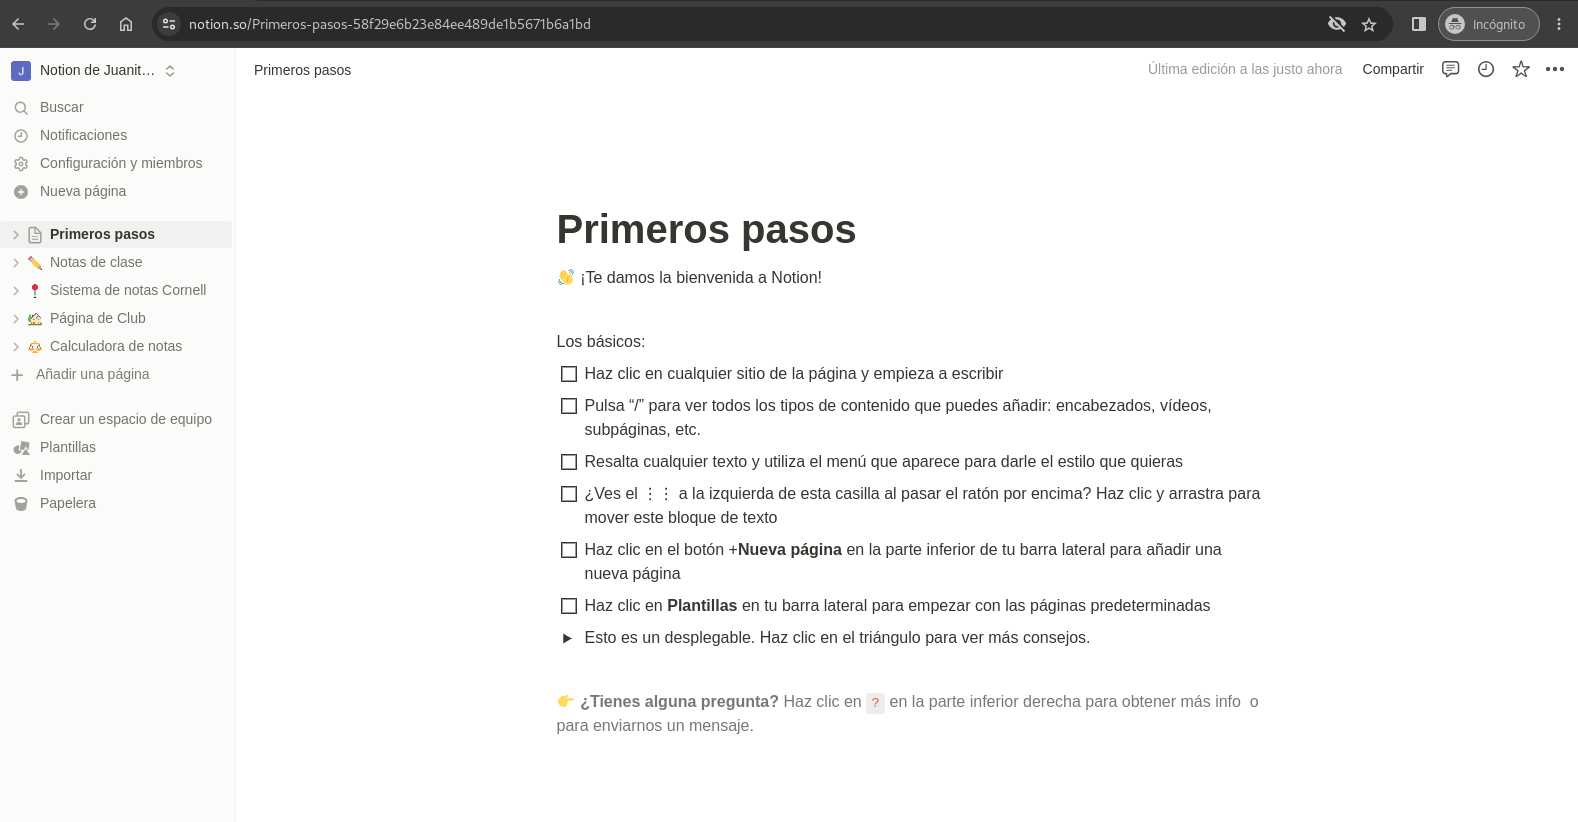 notion.so/Primeros-pasos-58f29e6b23e84ee489de1b5671b6a1bd
Incógnito
J Notion de Juanit…
Primeros pasos
Última edición a las justo ahora
Compartir
Buscar
Notificaciones
Configuración y miembros
Nueva página
Primeros pasos
Notas de clase
Sistema de notas Cornell
Página de Club
Calculadora de notas
Añadir una página
Crear un espacio de equipo
Plantillas
Importar
Papelera
Primeros pasos
👋 ¡Te damos la bienvenida a Notion!
Los básicos:
Haz clic en cualquier sitio de la página y empieza a escribir
Pulsa “/” para ver todos los tipos de contenido que puedes añadir: encabezados, vídeos,
subpáginas, etc.
Resalta cualquier texto y utiliza el menú que aparece para darle el estilo que quieras
¿Ves el ⋮⋮ a la izquierda de esta casilla al pasar el ratón por encima? Haz clic y arrastra para
mover este bloque de texto
Haz clic en el botón +Nueva página en la parte inferior de tu barra lateral para añadir una
nueva página
Haz clic en Plantillas en tu barra lateral para empezar con las páginas predeterminadas
Esto es un desplegable. Haz clic en el triángulo para ver más consejos.
👉 ¿Tienes alguna pregunta? Haz clic en ? en la parte inferior derecha para obtener más info o
para enviarnos un mensaje.